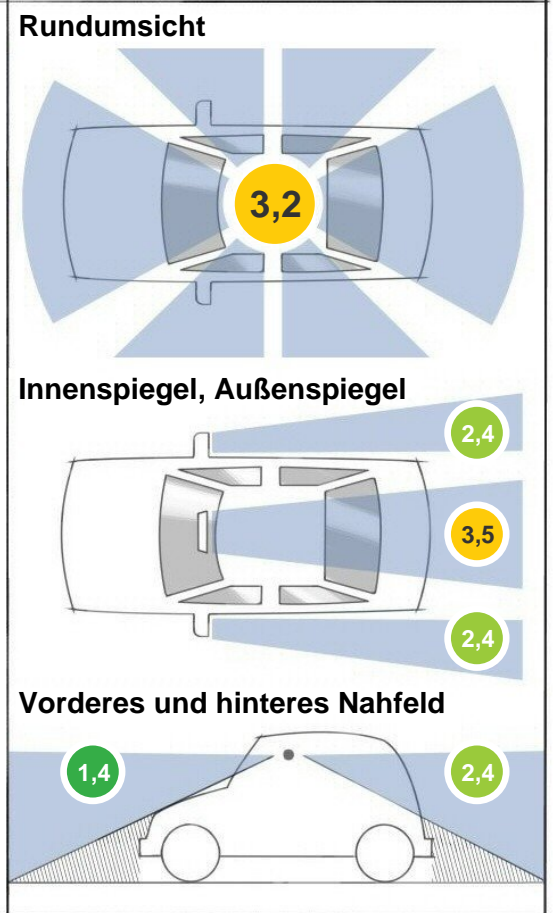 Rundumsicht
3,2
Innenspiegel, Außenspiegel
2,4
3,5
2,4
Vorderes und hinteres Nahfeld
1,4
2,4